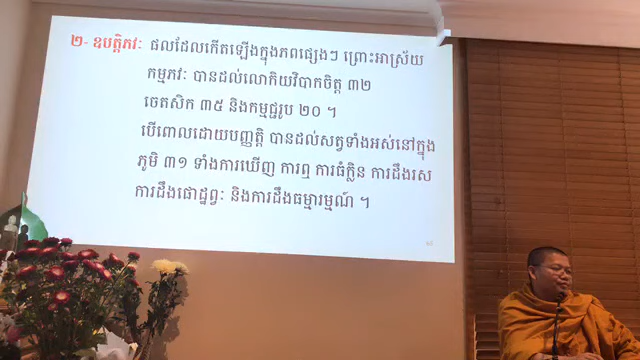 ២- ឧបត្តិភវៈ ផលដែលកើតឡើងក្នុងភពផ្សេងៗ ព្រោះអាស្រ័យ
កម្មភវៈ បានដល់លោកិយវិបាកចិត្ត ៣២
ចេតសិក ៣៥ និងកម្មជ្ជរូប ២០ ។
បើពោលដោយបញ្ញត្តិ បានដល់សត្វទាំងអស់នៅក្នុង
ភូមិ ៣១ ទាំងការឃើញ ការឮ ការធំក្លិន ការដឹងរស
ការដឹងផោដ្ឋព្វៈ និងការដឹងធម្មារម្មណ៍ ។